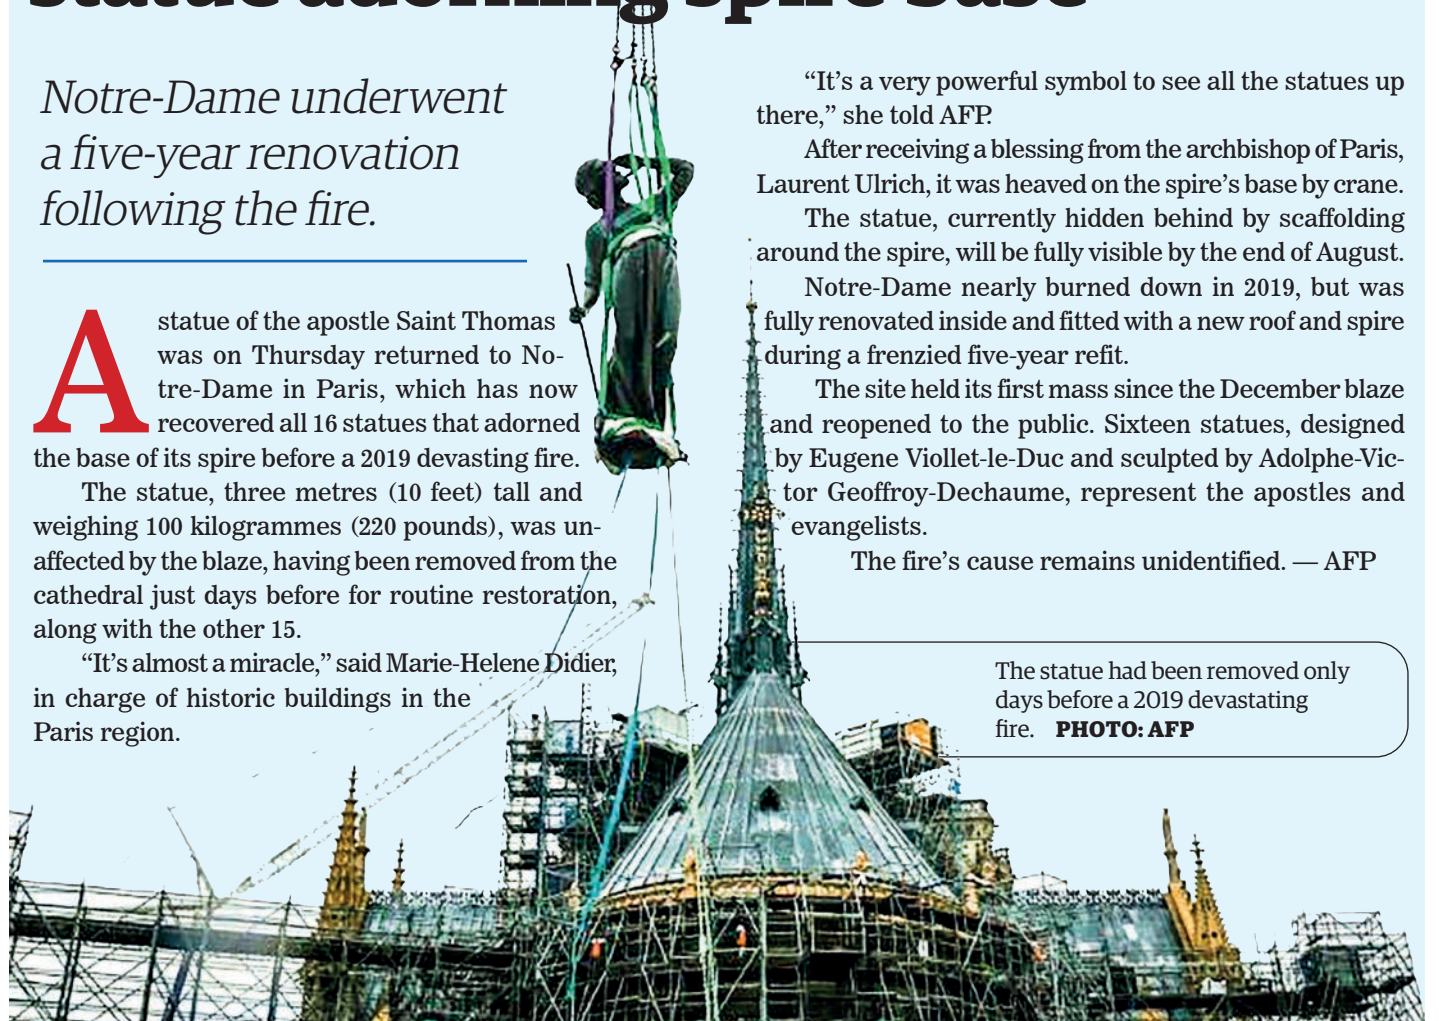 statue adorning spire base
Notre-Dame underwent
a five-year renovation
following the fire.
A statue of the apostle Saint Thomas
was on Thursday returned to No-
tre-Dame in Paris, which has now
recovered all 16 statues that adorned
the base of its spire before a 2019 devasting fire.
The statue, three metres (10 feet) tall and
weighing 100 kilogrammes (220 pounds), was un-
affected by the blaze, having been removed from the
cathedral just days before for routine restoration,
along with the other 15.
“It’s almost a miracle,” said Marie-Helene Didier,
in charge of historic buildings in the
Paris region.
“It’s a very powerful symbol to see all the statues up
there,” she told AFP.
After receiving a blessing from the archbishop of Paris,
Laurent Ulrich, it was heaved on the spire’s base by crane.
The statue, currently hidden behind by scaffolding
around the spire, will be fully visible by the end of August.
Notre-Dame nearly burned down in 2019, but was
fully renovated inside and fitted with a new roof and spire
during a frenzied five-year refit.
The site held its first mass since the December blaze
and reopened to the public. Sixteen statues, designed
by Eugene Viollet-le-Duc and sculpted by Adolphe-Vic-
tor Geoffroy-Dechaume, represent the apostles and
evangelists.
The fire’s cause remains unidentified. — AFP
The statue had been removed only
days before a 2019 devastating
fire. PHOTO: AFP